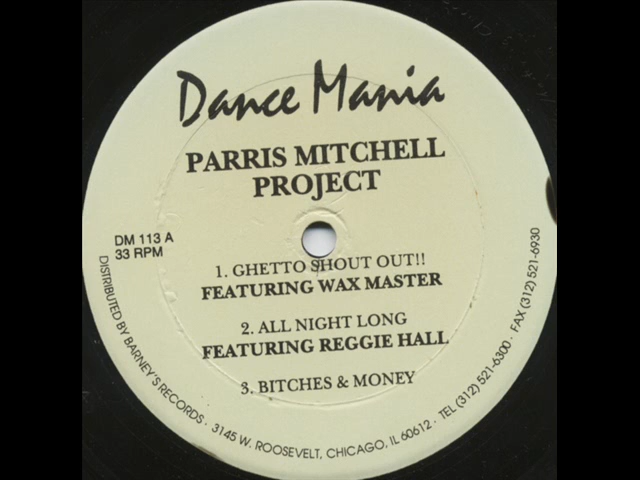 Dance Mania
PARRIS MITCHELL
PROJECT
DM 113 A
33 RPM
1. GHETTO SHOUT OUT!!
FEATURING WAX MASTER
2. ALL NIGHT LONG
FEATURING REGGIE HALL
3. BITCHES & MONEY
DISTRIBUTED BY BARNEY'S RECORDS · 3145 W. ROOSEVELT, CHICAGO, IL 60612 · TEL (312) 521-6300 · FAX (312) 521-6930